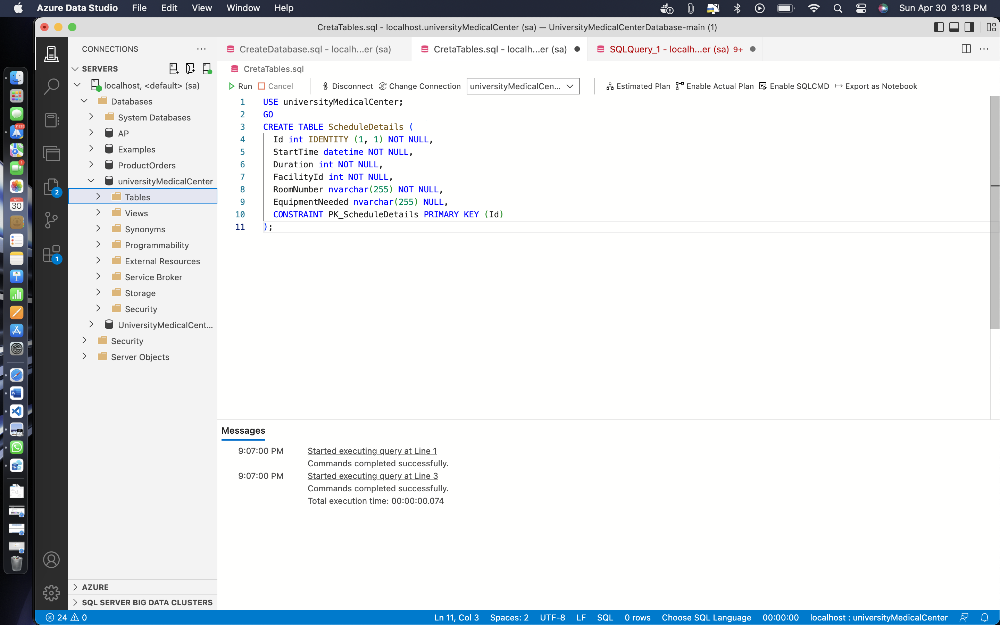 Azure Data Studio File Edit View Window Help Sun Apr 30 9:18 PM
CretaTables.sql - localhost.universityMedicalCenter (sa) — UniversityMedicalCenterDatabase-main (1)
CONNECTIONS
CreateDatabase.sql - localh...er (sa)
CretaTables.sql - localh...er (sa)
SQLQuery_1 - localh...er (sa) 9+
SERVERS
CretaTables.sql
localhost, <default> (sa)
Run Cancel Disconnect Change Connection universityMedicalCen... Estimated Plan Enable Actual Plan Enable SQLCMD Export as Notebook
Databases
System Databases
AP
Examples
ProductOrders
universityMedicalCenter
Tables
Views
Synonyms
Programmability
External Resources
Service Broker
Storage
Security
UniversityMedicalCent...
Security
Server Objects
AZURE
SQL SERVER BIG DATA CLUSTERS
21225
1
APR
30
2
1
1 USE universityMedicalCenter;
2 GO
3 CREATE TABLE ScheduleDetails (
4 Id int IDENTITY (1, 1) NOT NULL,
5 StartTime datetime NOT NULL,
6 Duration int NOT NULL,
7 FacilityId int NOT NULL,
8 RoomNumber nvarchar(255) NOT NULL,
9 EquipmentNeeded nvarchar(255) NULL,
10 CONSTRAINT PK_ScheduleDetails PRIMARY KEY (Id)
11 );
Messages
9:07:00 PM Started executing query at Line 1
Commands completed successfully.
9:07:00 PM Started executing query at Line 3
Commands completed successfully.
Total execution time: 00:00:00.074
24 0 Ln 11, Col 3 Spaces: 2 UTF-8 LF SQL 0 rows Choose SQL Language 00:00:00 localhost : universityMedicalCenter